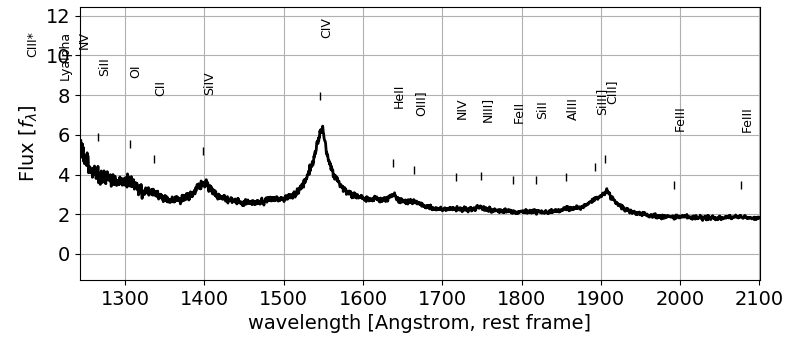 CIII*
Lyalpha
NV
SiII
OI
CII
SiIV
CIV
HeII
OIII]
NIV
NIII]
FeII
SiII
AlIII
SiIII]
CIII]
FeIII
FeIII
Flux [fλ]
12
10
8
6
4
2
0
1300 1400 1500 1600 1700 1800 1900 2000 2100
wavelength [Angstrom, rest frame]